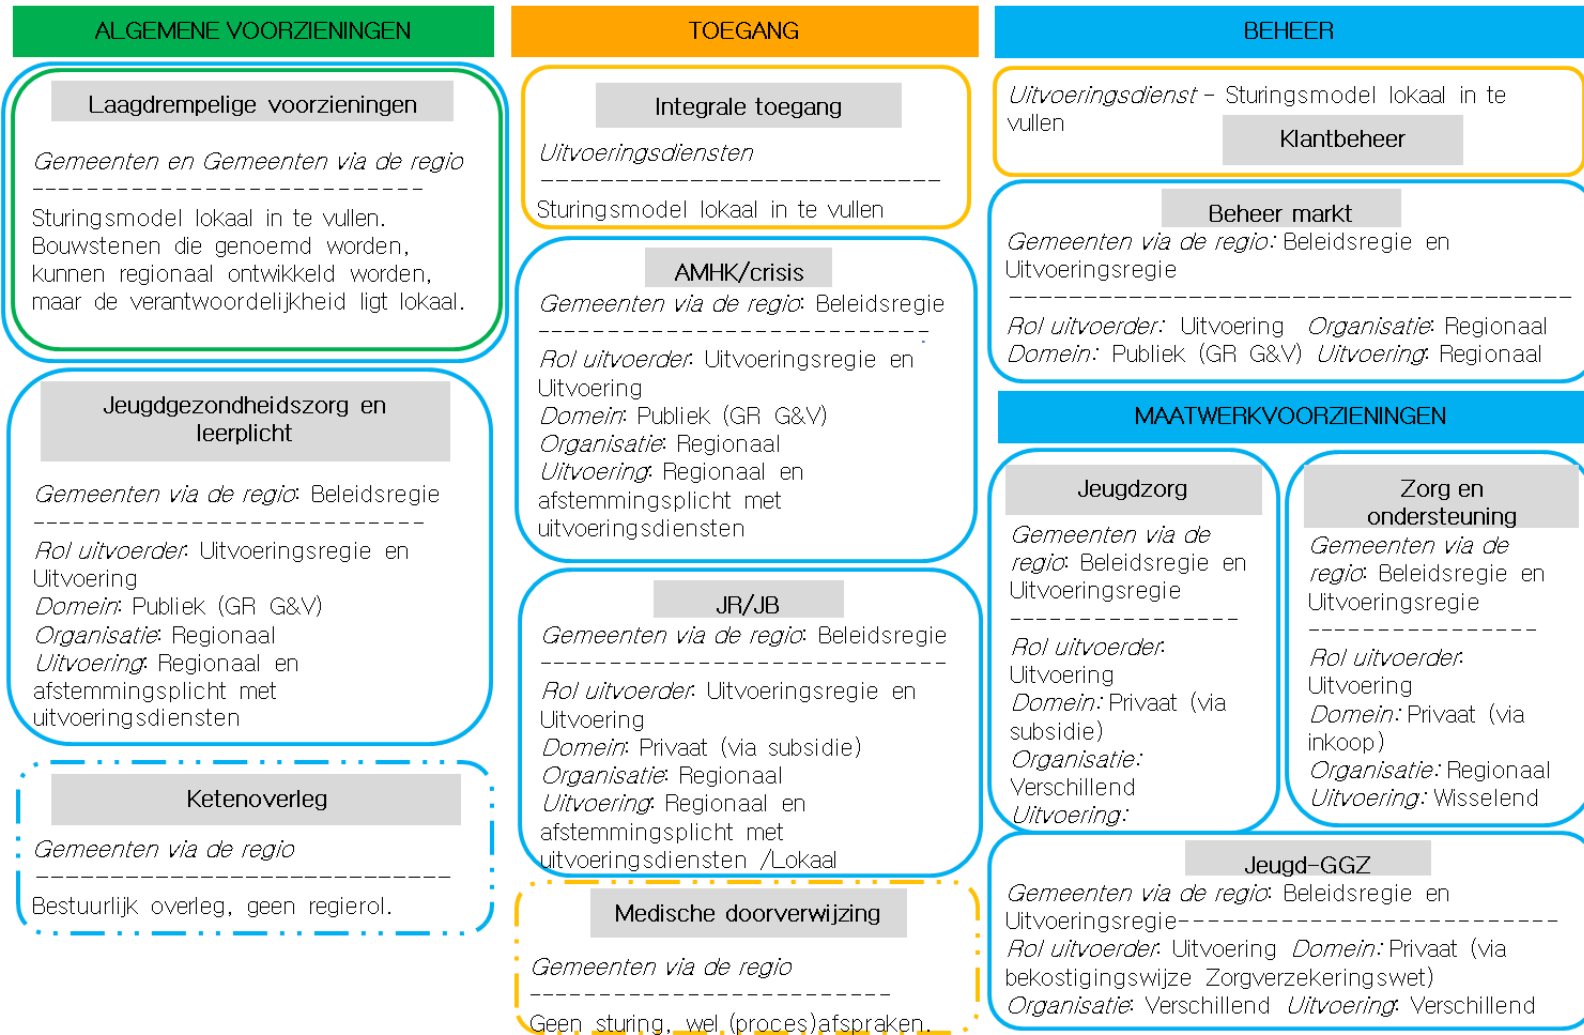 ALGEMENE VOORZIENINGEN
Laagdrempelige voorzieningen
Gemeenten en Gemeenten via de regio
----------------------------
Sturingsmodel lokaal in te vullen.
Bouwstenen die genoemd worden,
kunnen regionaal ontwikkeld worden,
maar de verantwoordelijkheid ligt lokaal.
Jeugdgezondheidszorg en
leerplicht
Gemeenten via de regio: Beleidsregie
----------------------------
Rol uitvoerder: Uitvoeringsregie en
Uitvoering
Domein: Publiek (GR G&V)
Organisatie: Regionaal
Uitvoering: Regionaal en
afstemmingsplicht met
uitvoeringsdiensten
Ketenoverleg
Gemeenten via de regio
------------------------------
Bestuurlijk overleg, geen regierol.
TOEGANG
Integrale toegang
Uitvoeringsdiensten
-----------------------------
Sturingsmodel lokaal in te vullen
AMHK/crisis
Gemeenten via de regio: Beleidsregie
----------------------------
Rol uitvoerder: Uitvoeringsregie en
Uitvoering
Domein: Publiek (GR G&V)
Organisatie: Regionaal
Uitvoering: Regionaal en
afstemmingsplicht met
uitvoeringsdiensten
JR/JB
Gemeenten via de regio: Beleidsregie
-----------------------------
Rol uitvoerder: Uitvoeringsregie en
Uitvoering
Domein: Privaat (via subsidie)
Organisatie: Regionaal
Uitvoering: Regionaal en
afstemmingsplicht met
uitvoeringsdiensten /Lokaal
Medische doorverwijzing
Gemeenten via de regio
--------------------------
Geen sturing, wel (proces)afspraken.
BEHEER
Uitvoeringsdienst - Sturingsmodel lokaal in te
vullen
Klantbeheer
Beheer markt
Gemeenten via de regio: Beleidsregie en
Uitvoeringsregie
-----------------------------------------
Rol uitvoerder: Uitvoering Organisatie: Regionaal
Domein: Publiek (GR G&V) Uitvoering: Regionaal
MAATWERKVOORZIENINGEN
Jeugdzorg
Gemeenten via de
regio: Beleidsregie en
Uitvoeringsregie
-----------------
Rol uitvoerder:
Uitvoering
Domein: Privaat (via
subsidie)
Organisatie:
Verschillend
Uitvoering:
Zorg en
ondersteuning
Gemeenten via de
regio: Beleidsregie en
Uitvoeringsregie
-----------------
Rol uitvoerder:
Uitvoering
Domein: Privaat (via
inkoop)
Organisatie: Regionaal
Uitvoering: Wisselend
Jeugd-GGZ
Gemeenten via de regio: Beleidsregie en
Uitvoeringsregie----------------------------
Rol uitvoerder: Uitvoering Domein: Privaat (via
bekostigingswijze Zorgverzekeringswet)
Organisatie: Verschillend Uitvoering: Verschillend